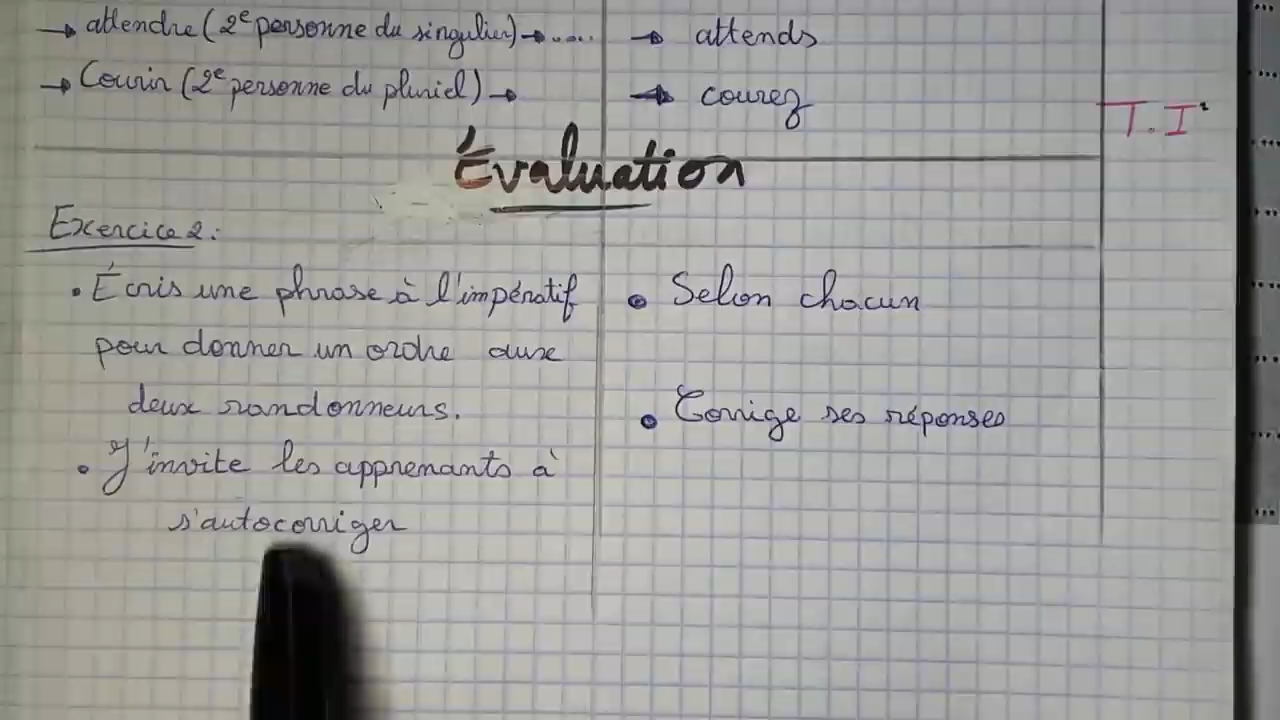 → attendre (2e personne du singulier) → ..... → attends
→ Courir (2e personne du pluriel) → → courez
T.I
Évaluation
Exercice 2:
• Écris une phrase à l'impératif • Selon chacun
pour donner un ordre aux
deux randonneurs. • Corrige ses réponses
• J'invite les apprenants à
s'autocorriger